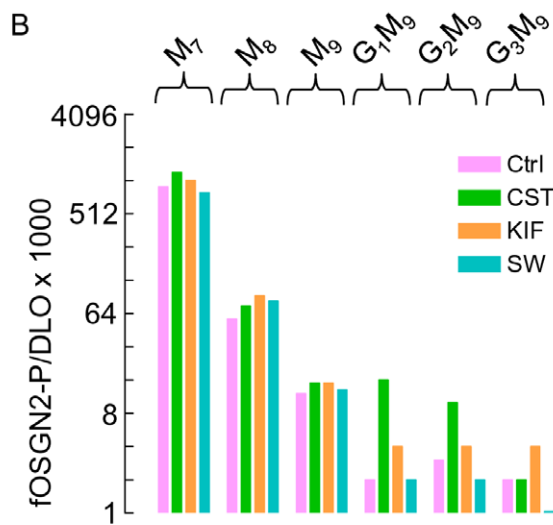 B
M₇ M₈ M₉ G₁M₉ G₂M₉ G₃M₉
4096
512
64
8
1
fOSGN2-P/DLO x 1000
Ctrl
CST
KIF
SW